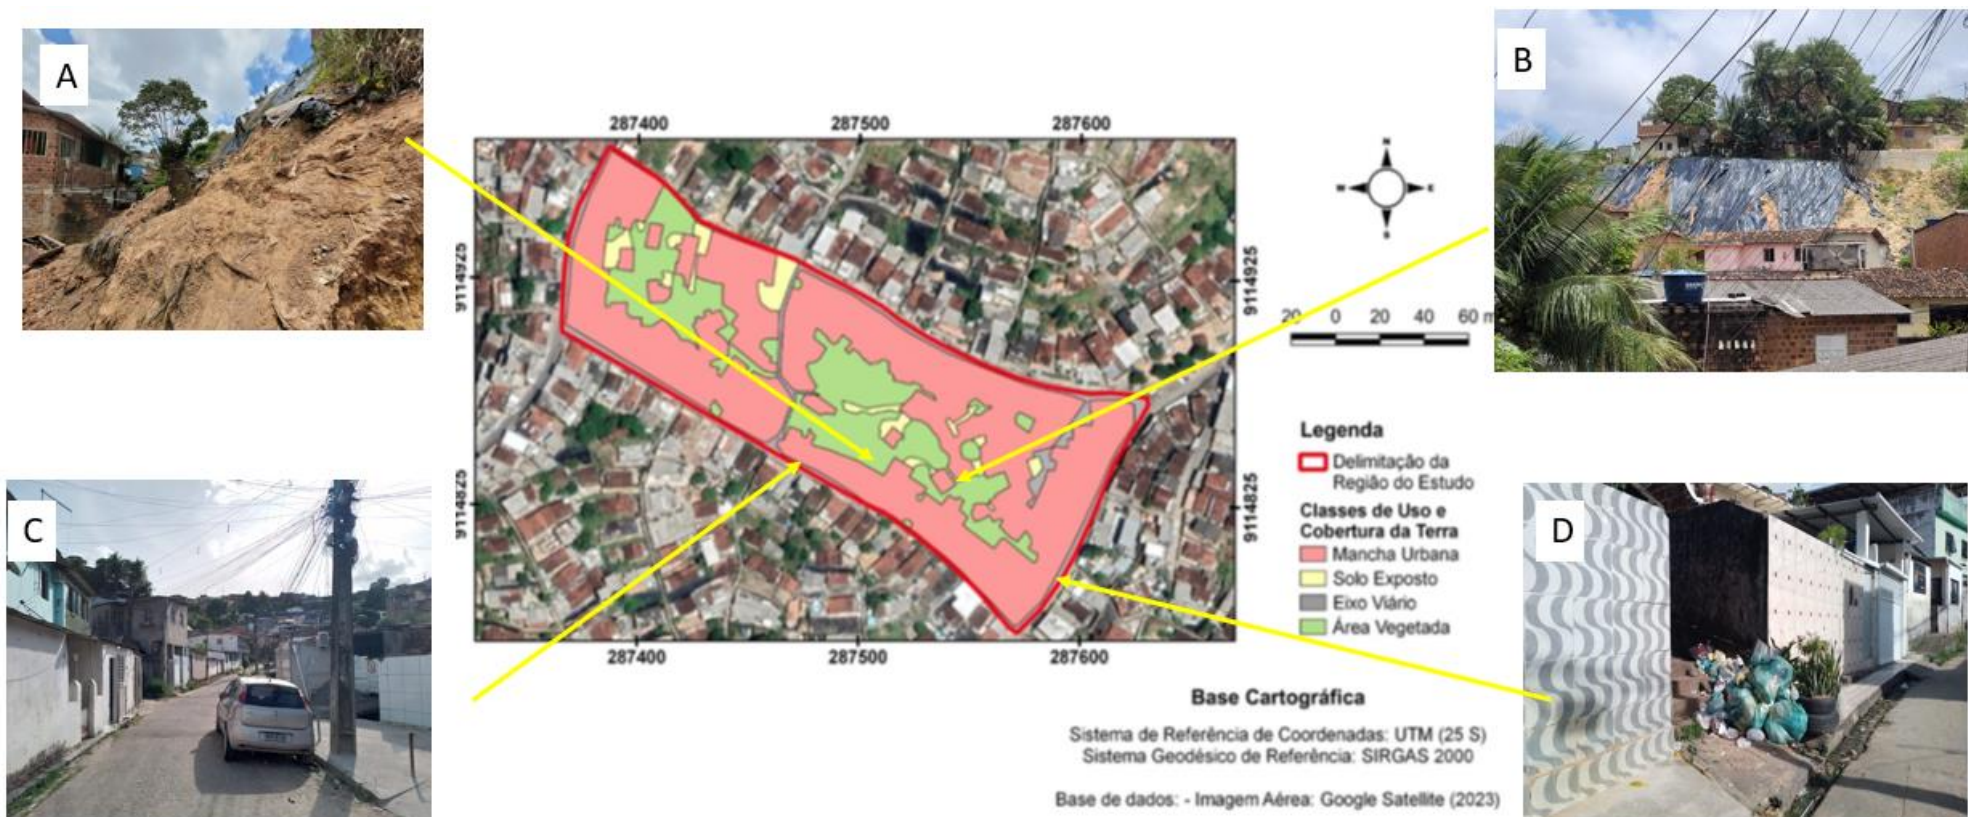 A
B
287400 287500 287600
N
W E
S
9114925
9114925
20 0 20 40 60 m
9114825
9114825
Legenda
Delimitação da
Região do Estudo
Classes de Uso e
Cobertura da Terra
Mancha Urbana
Solo Exposto
Eixo Viário
Área Vegetada
C
D
287400 287500 287600
Base Cartográfica
Sistema de Referência de Coordenadas: UTM (25 S)
Sistema Geodésico de Referência: SIRGAS 2000
Base de dados: - Imagem Aérea: Google Satellite (2023)